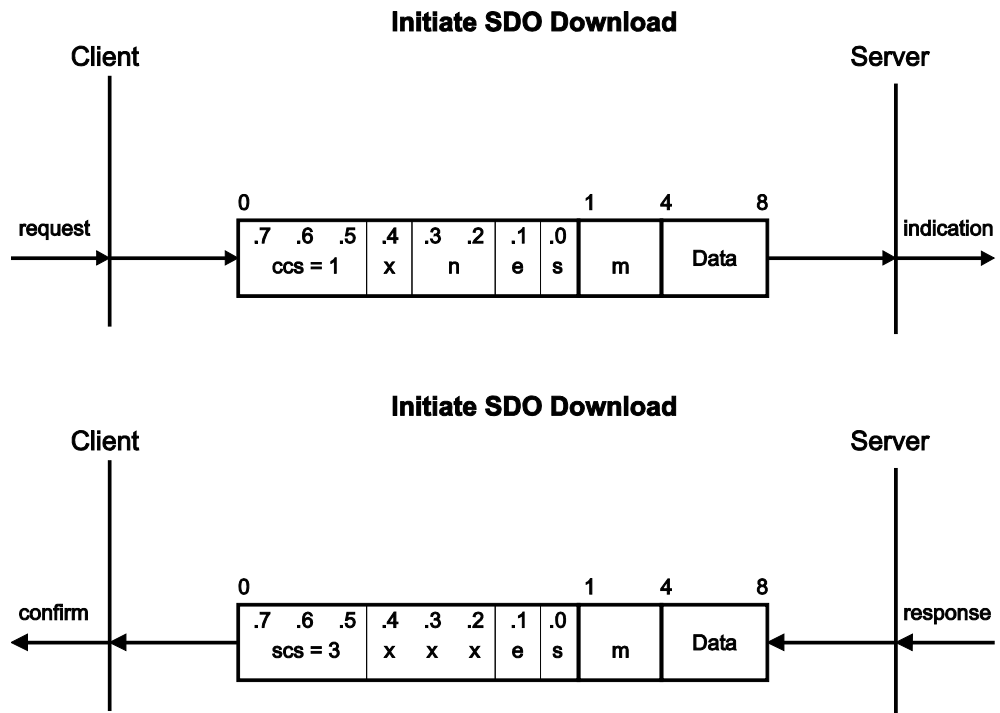 Initiate SDO Download
Client Server
0 1 4 8
request .7 .6 .5 .4 .3 .2 .1 .0 indication
ccs = 1 x n e s m Data
Initiate SDO Download
Client Server
0 1 4 8
confirm .7 .6 .5 .4 .3 .2 .1 .0 response
scs = 3 x x x e s m Data